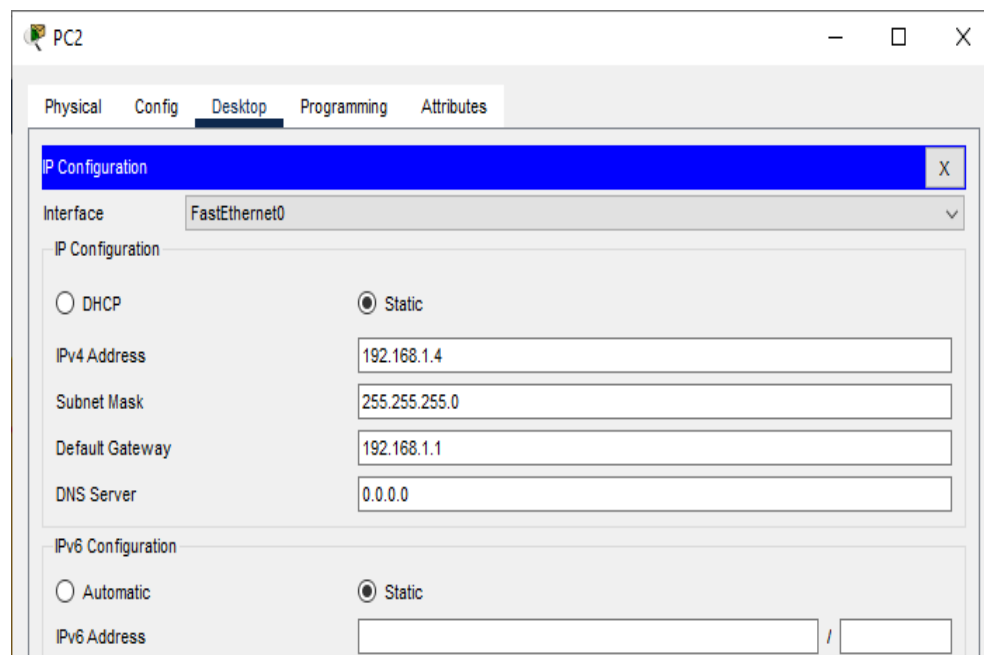 PC2
Physical Config Desktop Programming Attributes
IP Configuration X
Interface FastEthernet0
IP Configuration
DHCP Static
IPv4 Address 192.168.1.4
Subnet Mask 255.255.255.0
Default Gateway 192.168.1.1
DNS Server 0.0.0.0
IPv6 Configuration
Automatic Static
IPv6 Address /